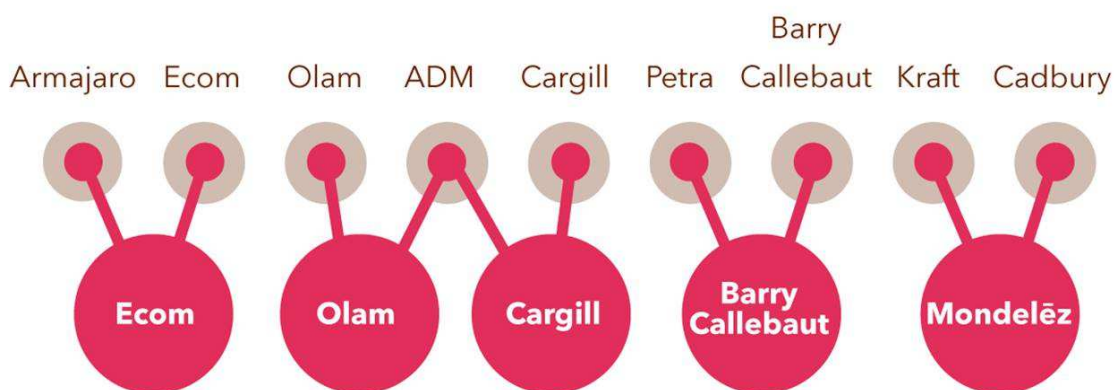 Armajaro
Ecom
Olam
ADM
Cargill
Petra
Barry
Callebaut
Kraft
Cadbury
Ecom
Olam
Cargill
Barry
Callebaut
Mondelēz